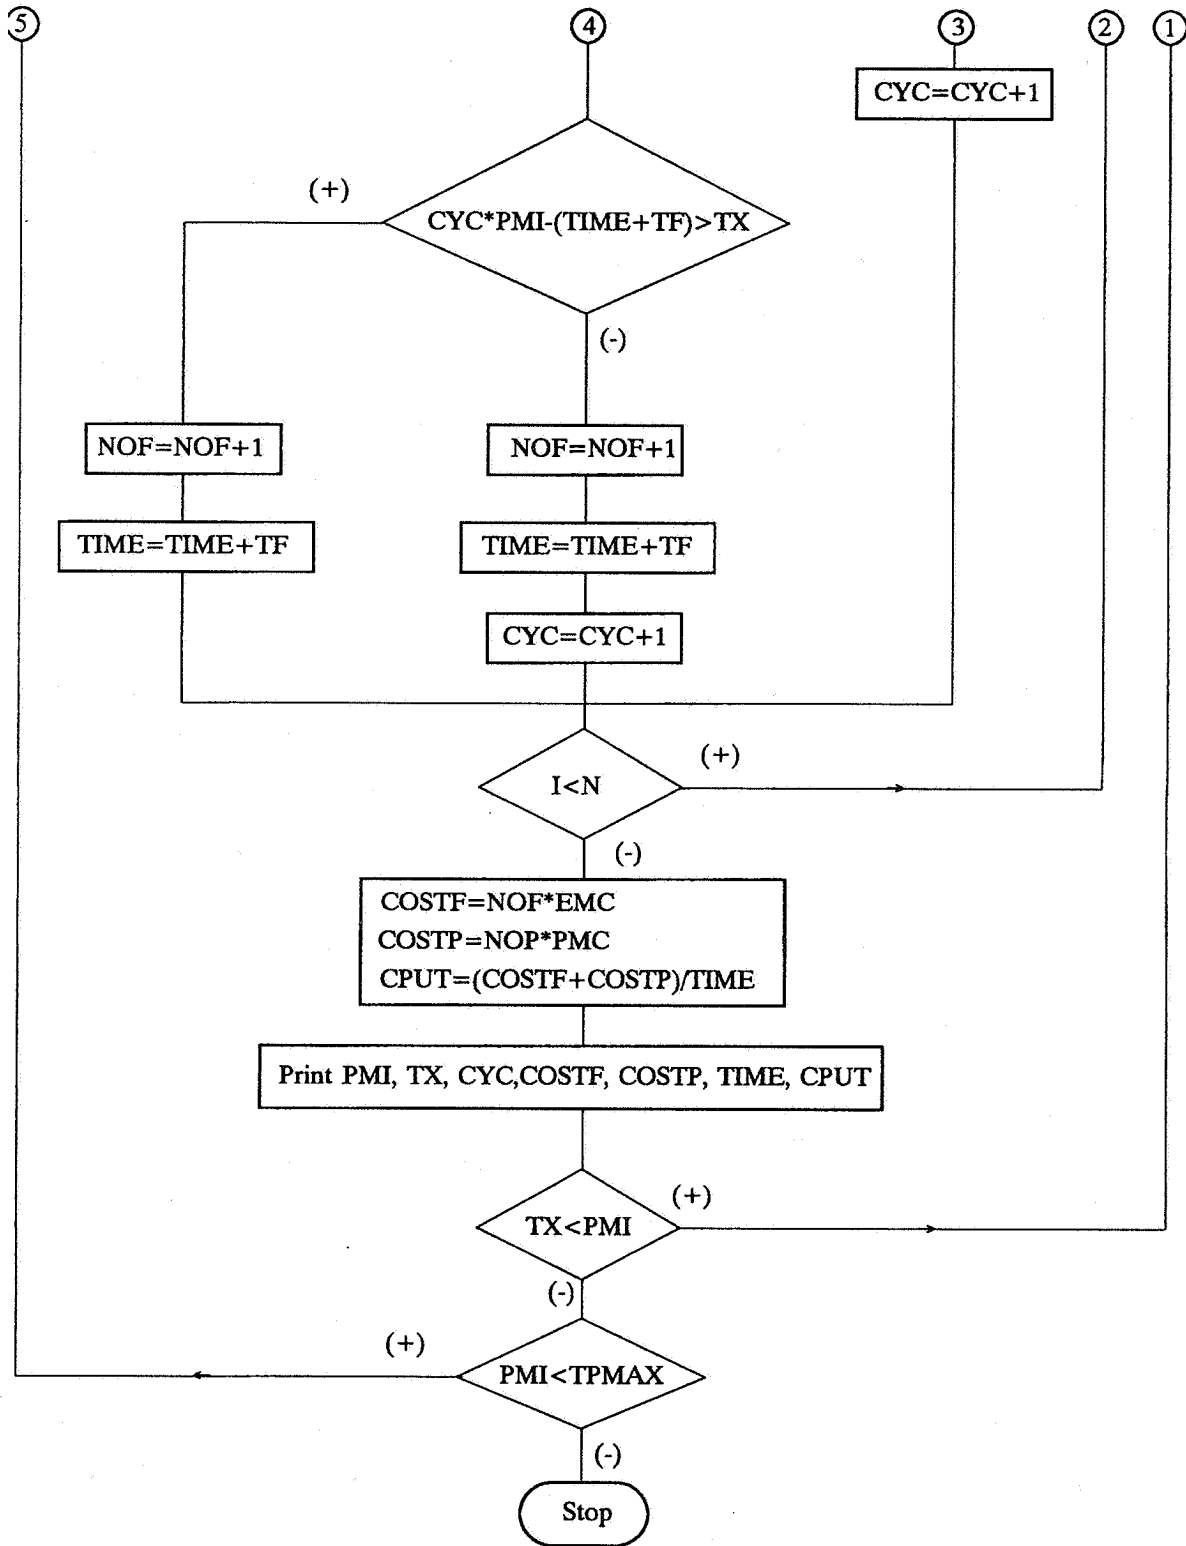 5 4 3 2 1
CYC=CYC+1
(+)
CYC*PMI-(TIME+TF)>TX
(-)
NOF=NOF+1
NOF=NOF+1
TIME=TIME+TF
TIME=TIME+TF
CYC=CYC+1
(+)
I<N
(-)
COSTF=NOF*EMC
COSTP=NOP*PMC
CPUT=(COSTF+COSTP)/TIME
Print PMI, TX, CYC,COSTF, COSTP, TIME, CPUT
(+)
TX<PMI
(-)
(+)
PMI<TPMAX
(-)
Stop